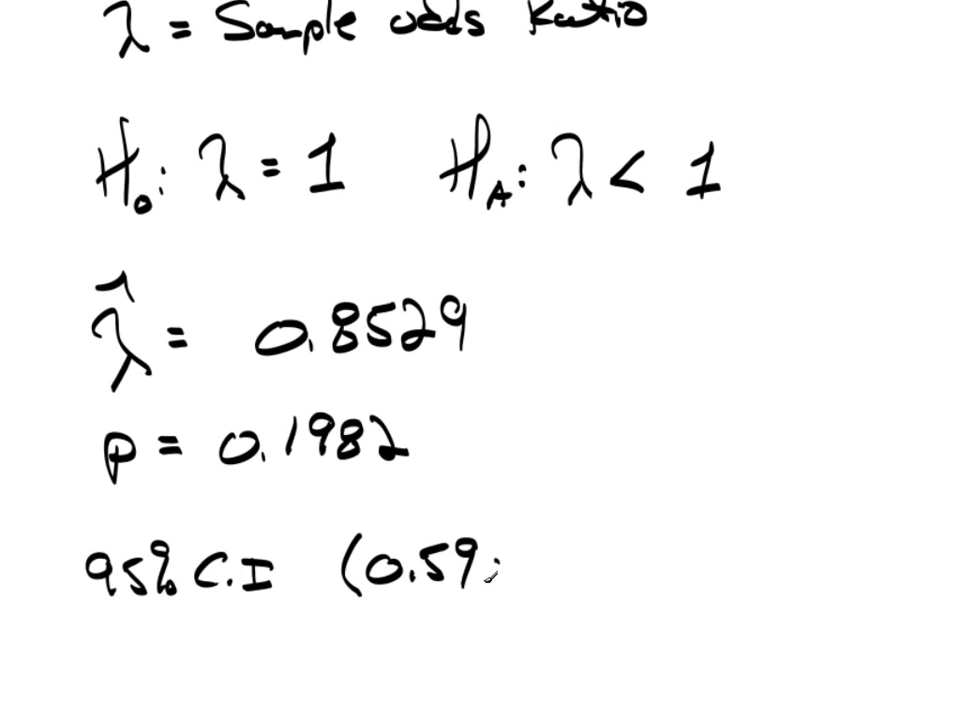 λ = Sample odds Ratio
H₀: λ = 1 Hₐ: λ < 1
λ̂ = 0.8529
p = 0.1982
95% C.I (0.59